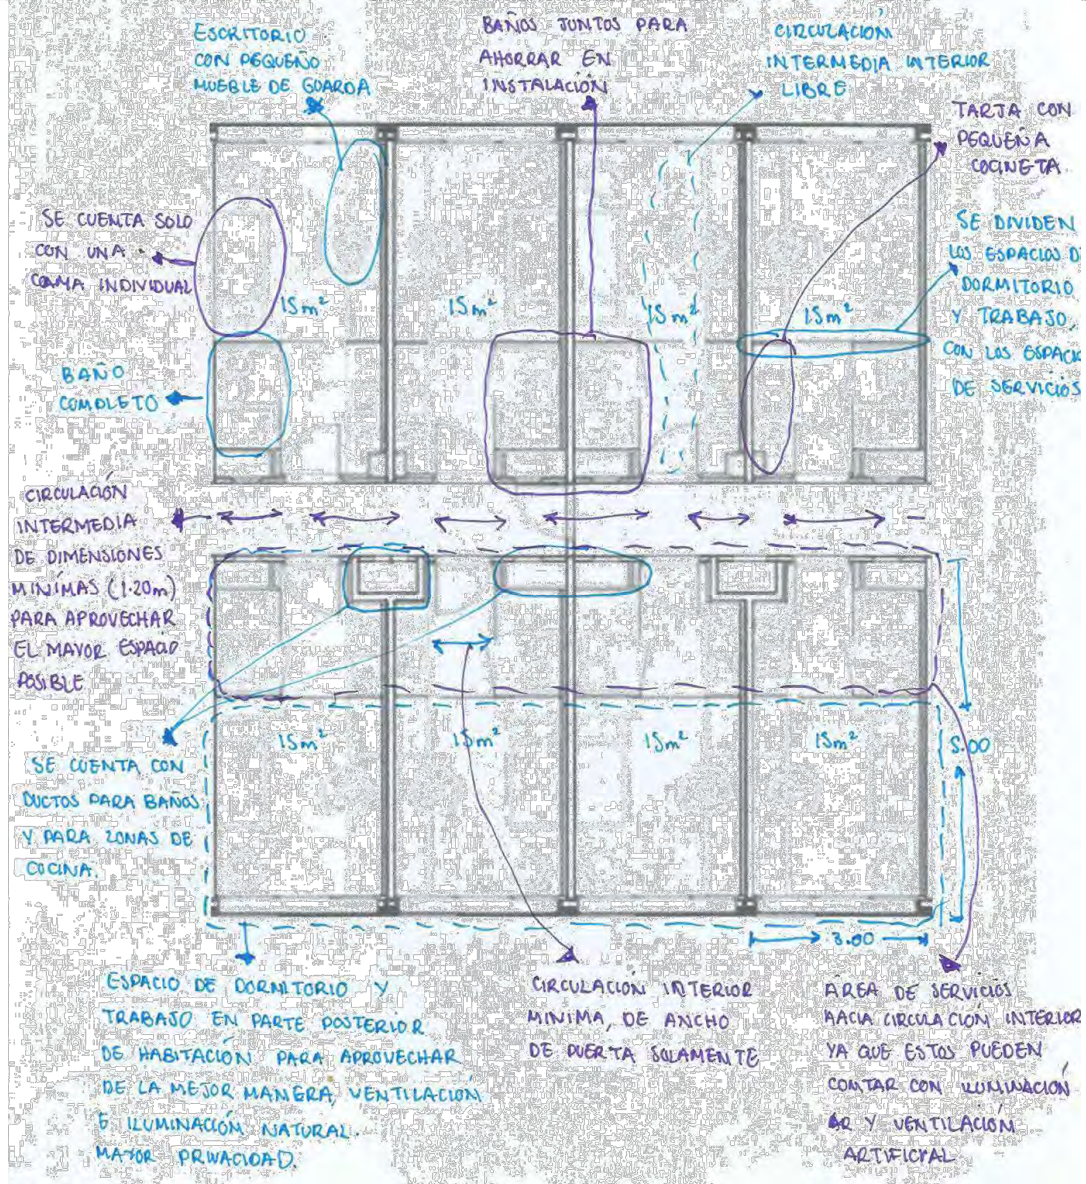 ESCRITORIO
CON PEQUEÑO
MUEBLE DE GUARDA
BAÑOS JUNTOS PARA
AHORRAR EN
INSTALACIÓN
CIRCULACIÓN
INTERMEDIA INTERIOR
LIBRE
TARJA CON
PEQUEÑA
COCINETA.
SE CUENTA SOLO
CON UNA
CAMA INDIVIDUAL
SE DIVIDEN
LOS ESPACIOS DE
DORMITORIO
Y TRABAJO,
CON LOS ESPACIOS
DE SERVICIOS
15m²
15m²
15m²
15m²
BAÑO
COMPLETO
CIRCULACIÓN
INTERMEDIA
DE DIMENSIONES
MINIMAS (1.20m)
PARA APROVECHAR
EL MAYOR ESPACIO
POSIBLE
15m²
15m²
15m²
15m²
5.00
SE CUENTA CON
DUCTOS PARA BAÑOS
Y PARA ZONAS DE
COCINA.
3.00
ESPACIO DE DORMITORIO Y
TRABAJO EN PARTE POSTERIOR
DE HABITACIÓN PARA APROVECHAR
DE LA MEJOR MANERA, VENTILACIÓN
E ILUMINACIÓN NATURAL.
MAYOR PRIVACIDAD.
CIRCULACIÓN INTERIOR
MINIMA, DE ANCHO
DE PUERTA SOLAMENTE
ÁREA DE SERVICIOS
HACIA CIRCULACIÓN INTERIOR
YA QUE ESTOS PUEDEN
CONTAR CON ILUMINACIÓN
Y VENTILACIÓN
ARTIFICIAL